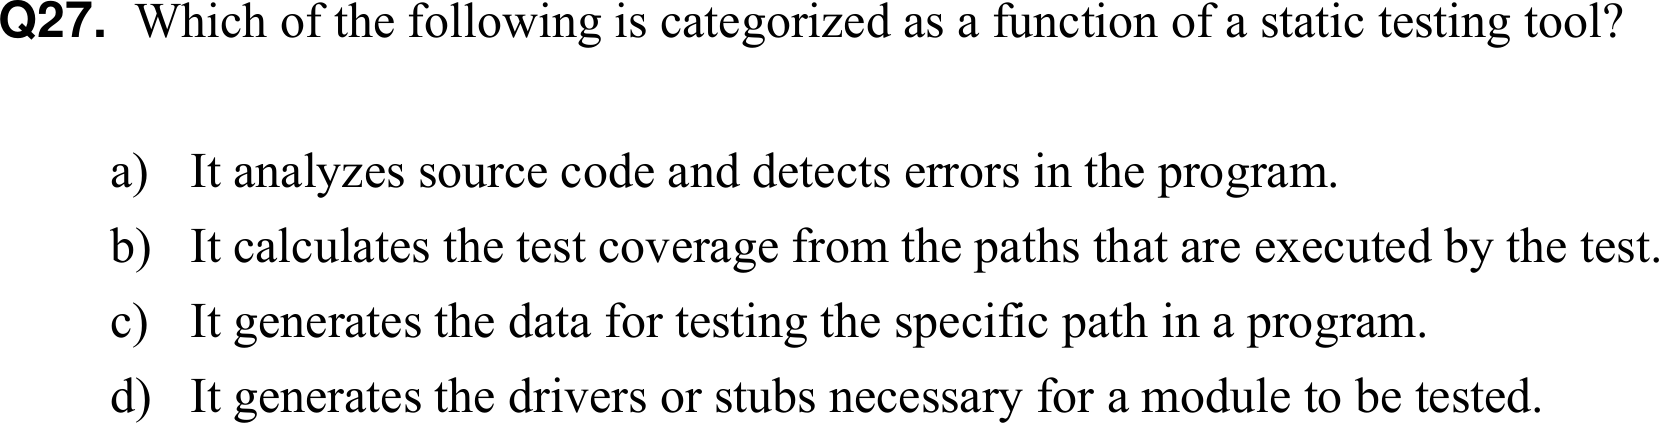 Q27. Which of the following is categorized as a function of a static testing tool?
a) It analyzes source code and detects errors in the program.
b) It calculates the test coverage from the paths that are executed by the test.
c) It generates the data for testing the specific path in a program.
d) It generates the drivers or stubs necessary for a module to be tested.